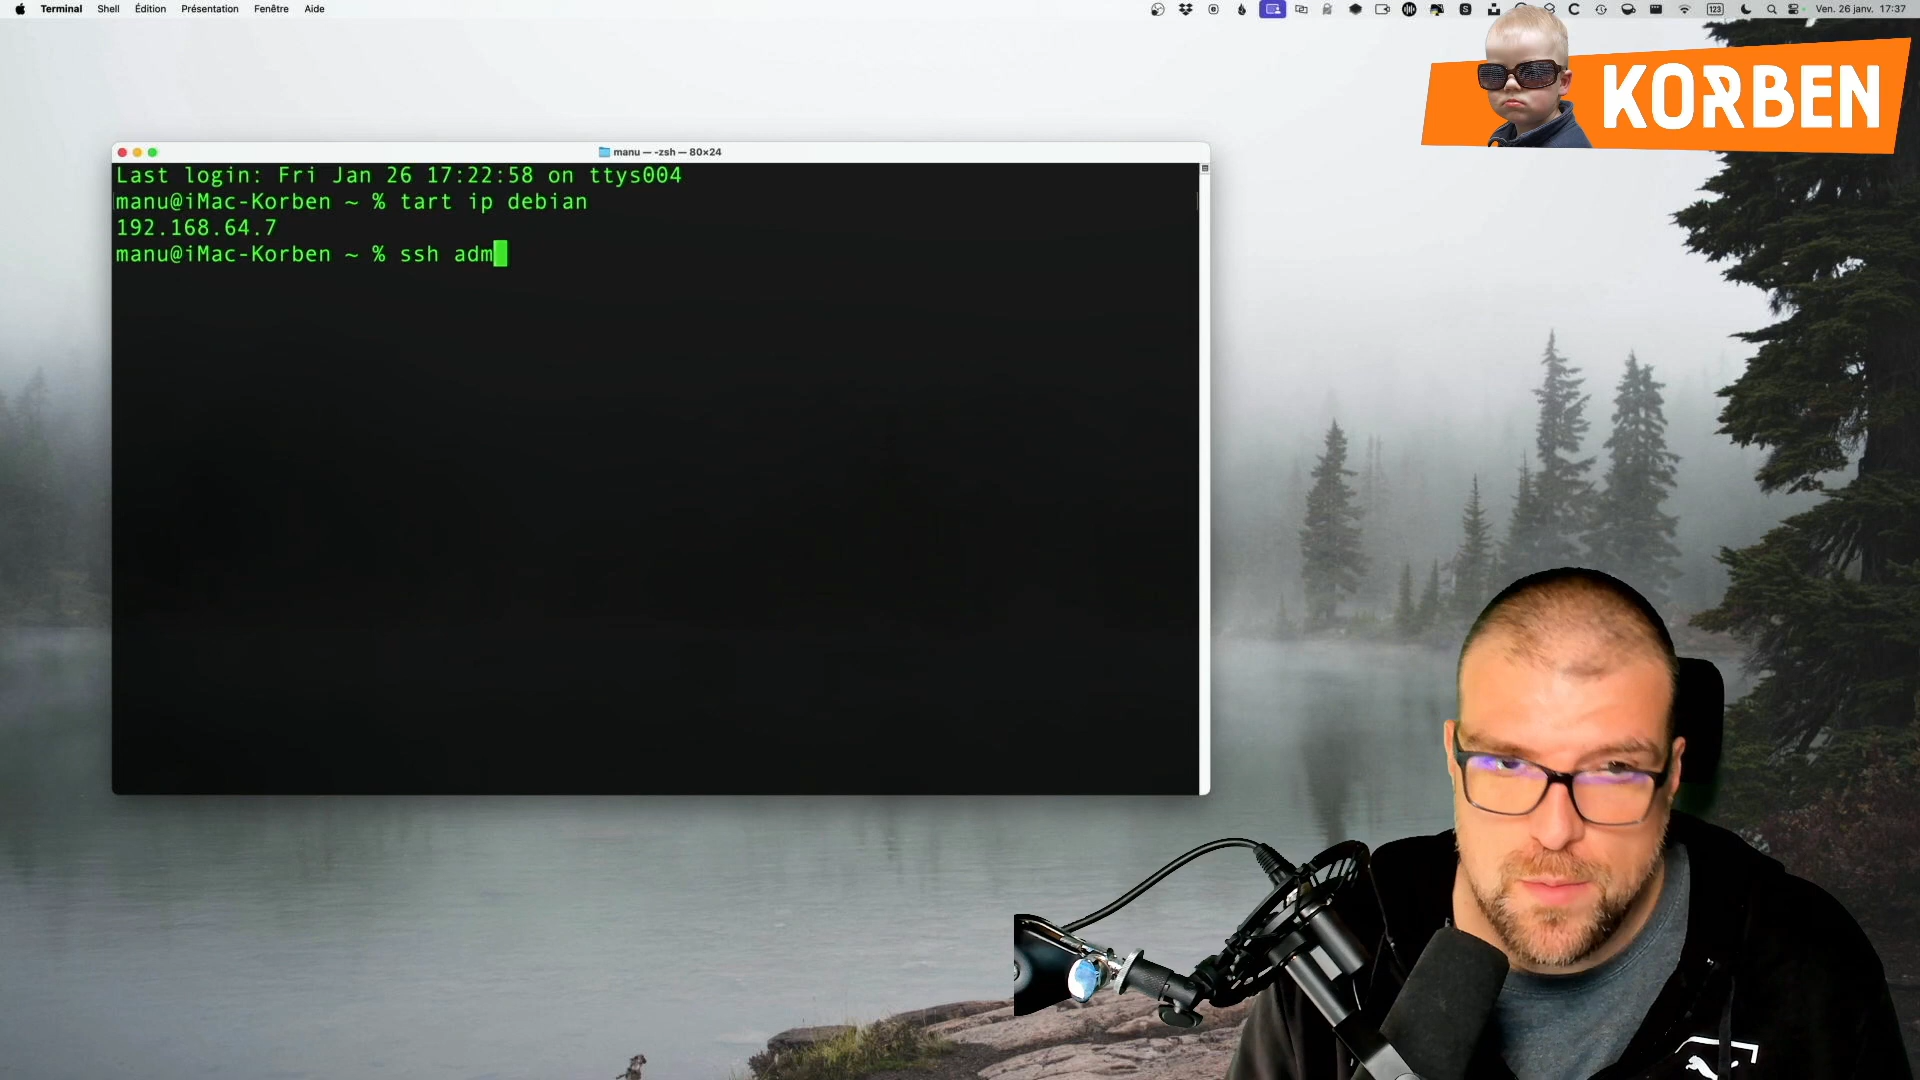 Terminal Shell Édition Présentation Fenêtre Aide
123 Ven. 26 janv. 17:37
KORBEN
manu — -zsh — 80×24
Last login: Fri Jan 26 17:22:58 on ttys004
manu@iMac-Korben ~ % tart ip debian
192.168.64.7
manu@iMac-Korben ~ % ssh adm